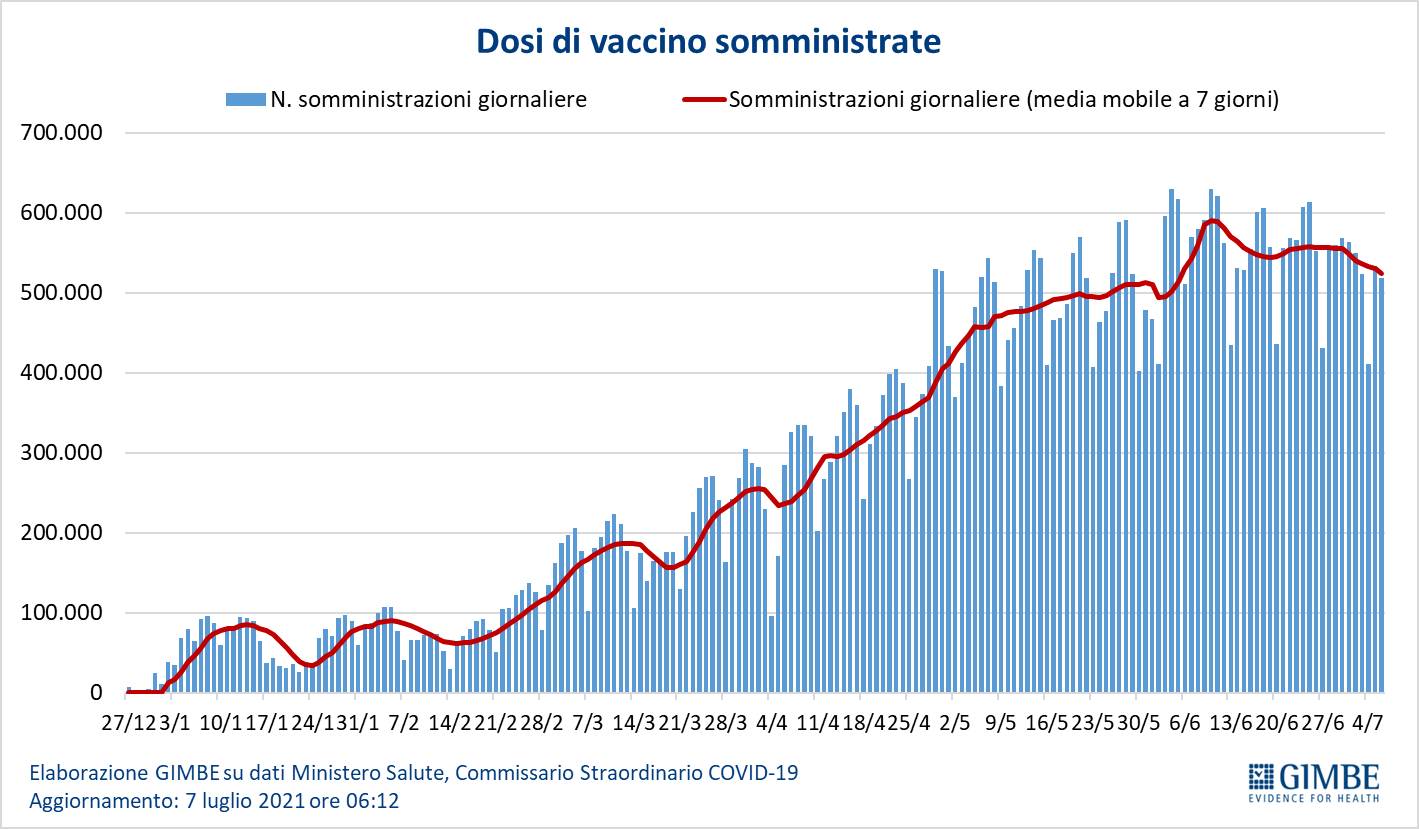 Dosi di vaccino somministrate
N. somministrazioni giornaliere
Somministrazioni giornaliere (media mobile a 7 giorni)
700.000
600.000
500.000
400.000
300.000
200.000
100.000
0
27/12 3/1 10/1 17/1 24/1 31/1 7/2 14/2 21/2 28/2 7/3 14/3 21/3 28/3 4/4 11/4 18/4 25/4 2/5 9/5 16/5 23/5 30/5 6/6 13/6 20/6 27/6 4/7
Elaborazione GIMBE su dati Ministero Salute, Commissario Straordinario COVID-19
Aggiornamento: 7 luglio 2021 ore 06:12
GIMBE
EVIDENCE FOR HEALTH